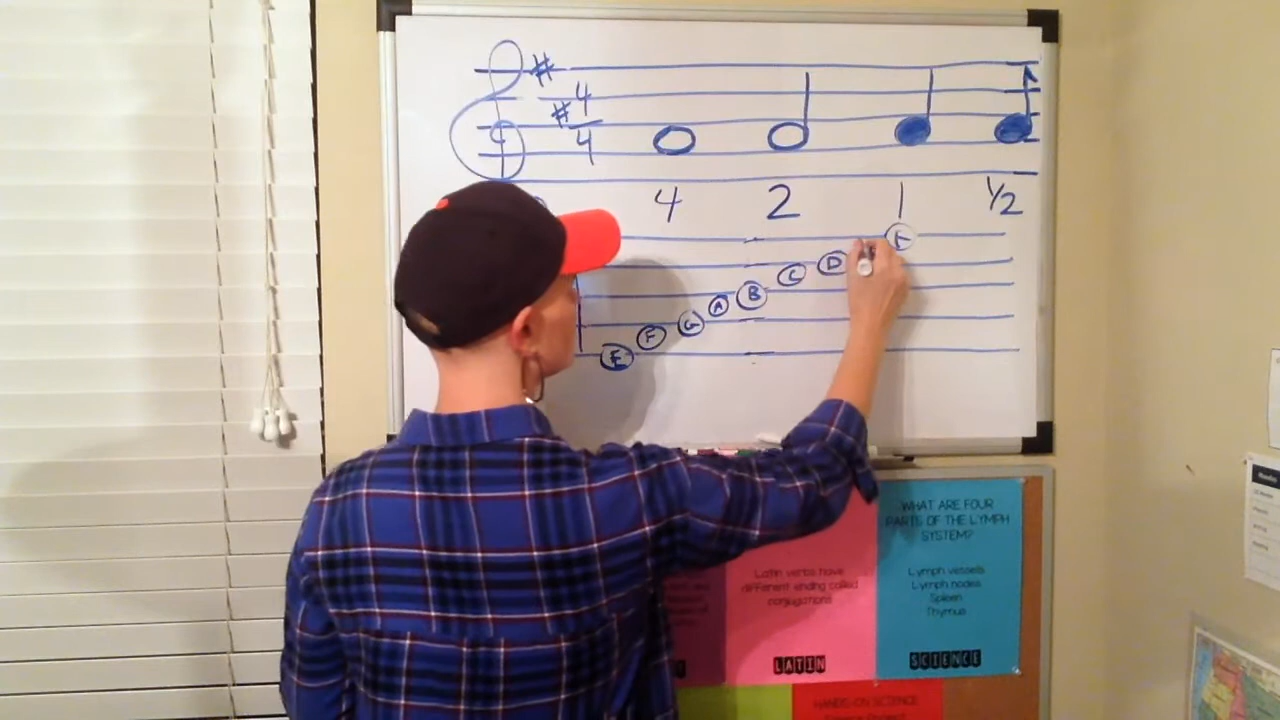 # #
4
4
4 2 1 1/2
E F G A B C D F
WHAT ARE FOUR
PARTS OF THE LYMPH
SYSTEM?
Lymph vessels
Lymph nodes
Spleen
Thymus
SCIENCE
Latin verbs have
different ending called
conjugations
LATIN
HANDS-ON SCIENCE